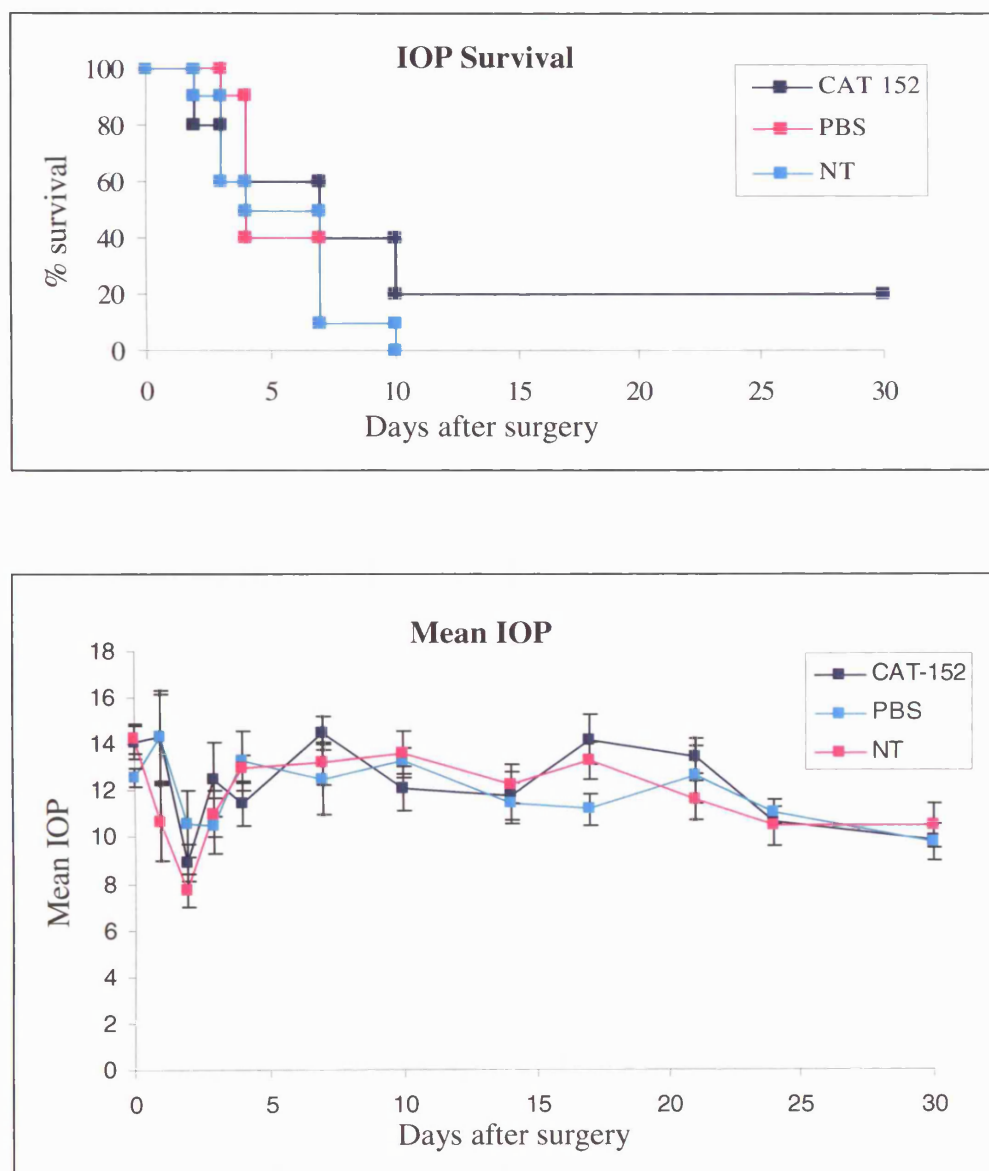 IOP Survival
100
80
60
40
20
0
% survival
CAT 152
PBS
NT
0 5 10 15 20 25 30
Days after surgery
Mean IOP
18
16
14
12
10
8
6
4
2
0
Mean IOP
CAT-152
PBS
NT
0 5 10 15 20 25 30
Days after surgery